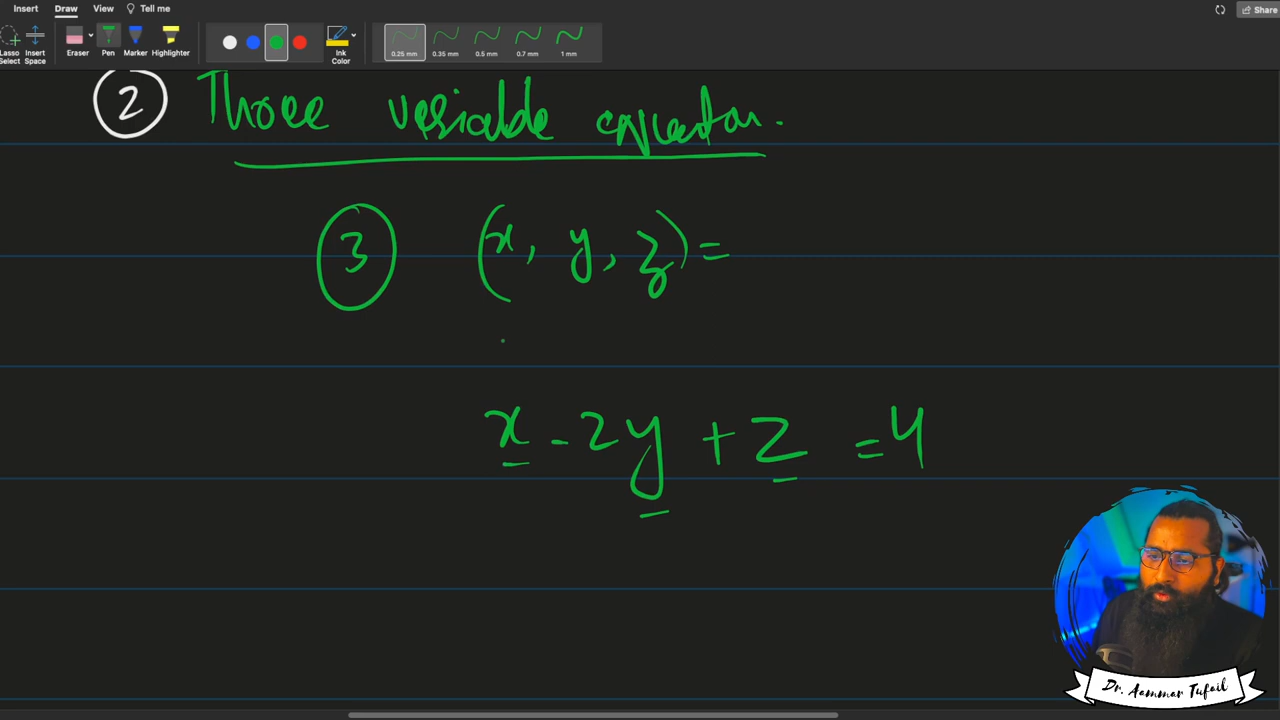 Insert Draw View Tell me Share
Lasso Select Insert Space Eraser Pen Marker Highlighter Ink Color 0.25 mm 0.35 mm 0.5 mm 0.7 mm 1 mm
2 Three variable equation.
3 (x, y, z) =
x - 2y + z = 4
Dr. Aammar Tufail